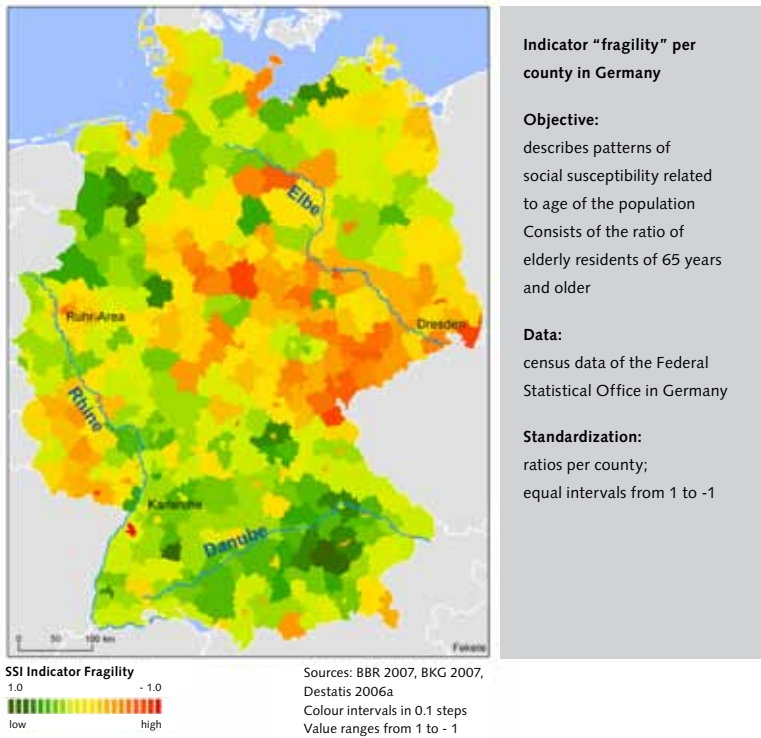 Elbe
Ruhr-Area
Dresden
Rhine
Karlsruhe
Danube
0 50 100 km
Fekete
SSI Indicator Fragility
1.0 - 1.0
low high
Sources: BBR 2007, BKG 2007,
Destatis 2006a
Colour intervals in 0.1 steps
Value ranges from 1 to - 1
Indicator “fragility” per
county in Germany
Objective:
describes patterns of
social susceptibility related
to age of the population
Consists of the ratio of
elderly residents of 65 years
and older
Data:
census data of the Federal
Statistical Office in Germany
Standardization:
ratios per county;
equal intervals from 1 to -1